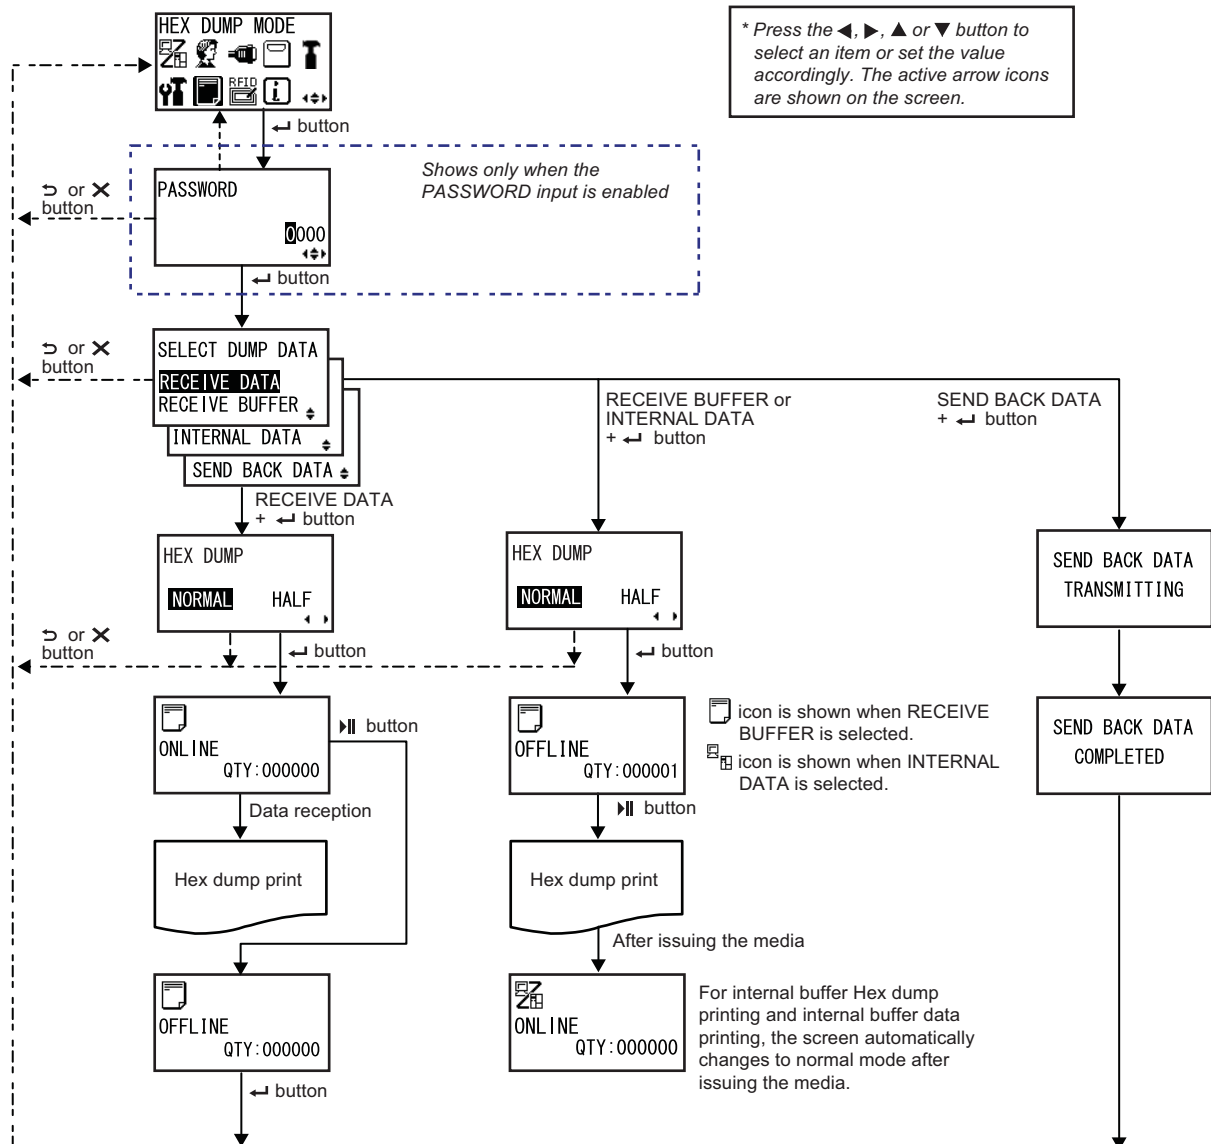 HEX DUMP MODE
RFID
* Press the ◀, ▶, ▲ or ▼ button to
select an item or set the value
accordingly. The active arrow icons
are shown on the screen.
↵ button
Shows only when the
PASSWORD input is enabled
PASSWORD
0000
⮌ or ✕
button
↵ button
SELECT DUMP DATA
RECEIVE DATA
RECEIVE BUFFER
INTERNAL DATA
SEND BACK DATA
⮌ or ✕
button
RECEIVE DATA
+ ↵ button
RECEIVE BUFFER or
INTERNAL DATA
+ ↵ button
SEND BACK DATA
+ ↵ button
HEX DUMP
NORMAL HALF
HEX DUMP
NORMAL HALF
SEND BACK DATA
TRANSMITTING
⮌ or ✕
button
↵ button
↵ button
ONLINE
QTY:000000
▶II button
OFFLINE
QTY:000001
icon is shown when RECEIVE
BUFFER is selected.
icon is shown when INTERNAL
DATA is selected.
SEND BACK DATA
COMPLETED
Data reception
▶II button
Hex dump print
Hex dump print
After issuing the media
OFFLINE
QTY:000000
ONLINE
QTY:000000
For internal buffer Hex dump
printing and internal buffer data
printing, the screen automatically
changes to normal mode after
issuing the media.
↵ button